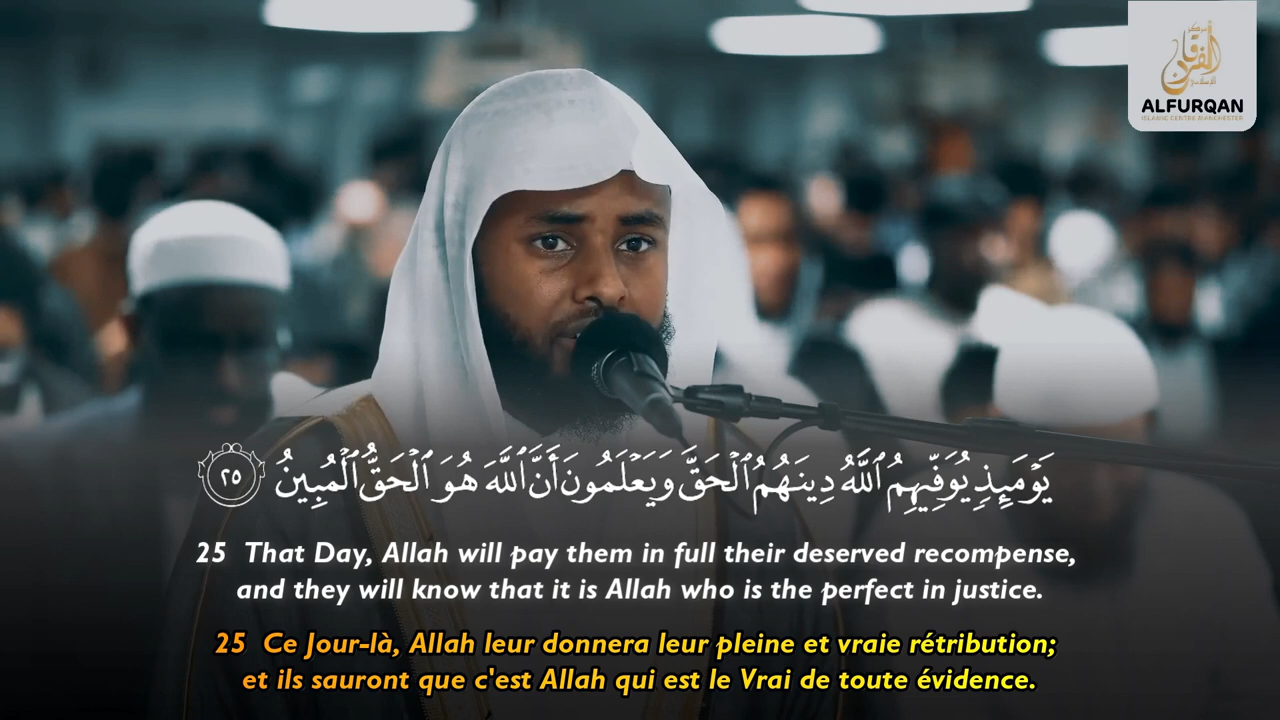 ALFURQAN
ISLAMIC CENTRE MANCHESTER
يَوْمَئِذٍ يُوَفِّيهِمُ ٱللَّهُ دِينَهُمُ ٱلْحَقَّ وَيَعْلَمُونَ أَنَّ ٱللَّهَ هُوَ ٱلْحَقُّ ٱلْمُبِينُ ٢٥
25 That Day, Allah will pay them in full their deserved recompense,
and they will know that it is Allah who is the perfect in justice.
25 Ce Jour-là, Allah leur donnera leur pleine et vraie rétribution;
et ils sauront que c'est Allah qui est le Vrai de toute évidence.